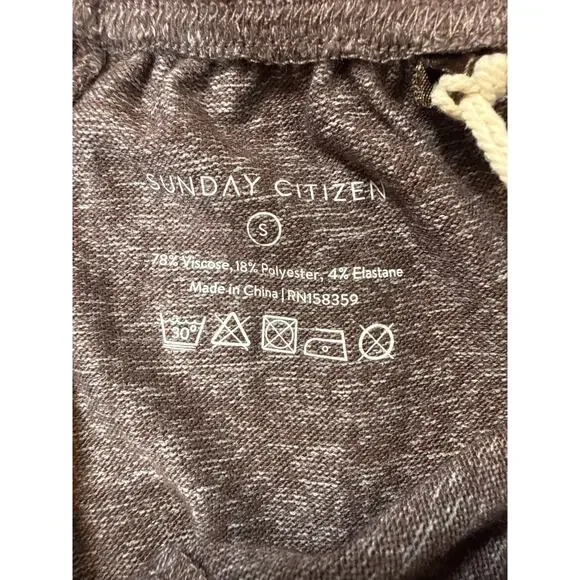 SUNDAY CITIZEN
S
78% Viscose, 18% Polyester, 4% Elastane
Made in China | RN158359
30°